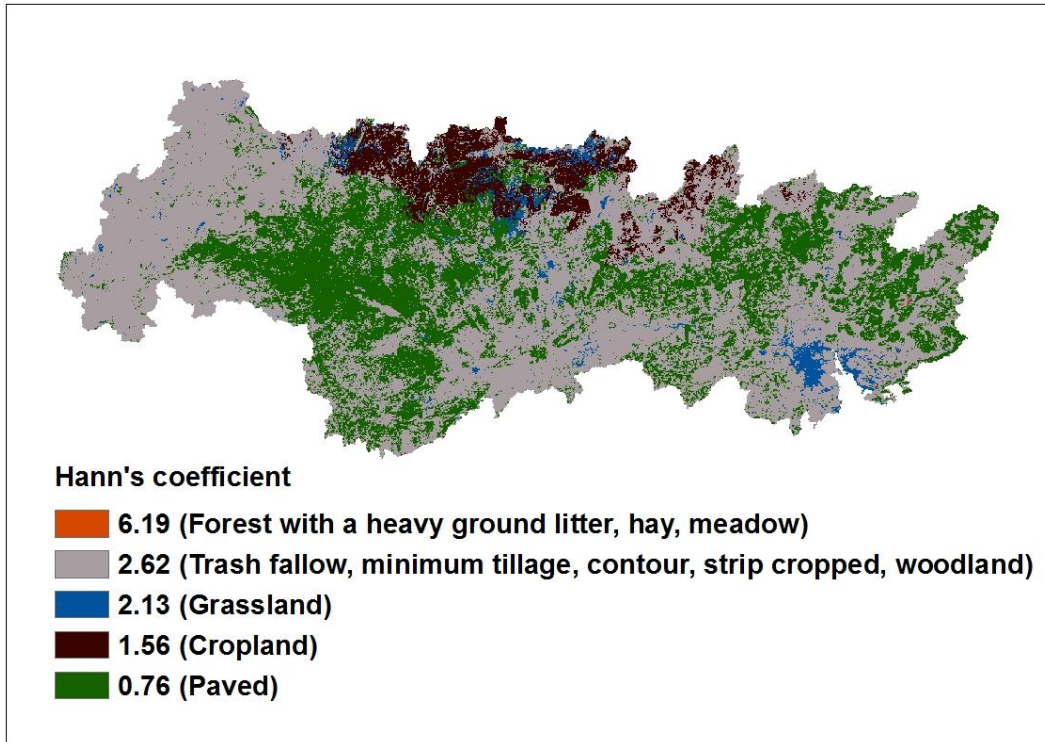 Hann's coefficient
6.19 (Forest with a heavy ground litter, hay, meadow)
2.62 (Trash fallow, minimum tillage, contour, strip cropped, woodland)
2.13 (Grassland)
1.56 (Cropland)
0.76 (Paved)